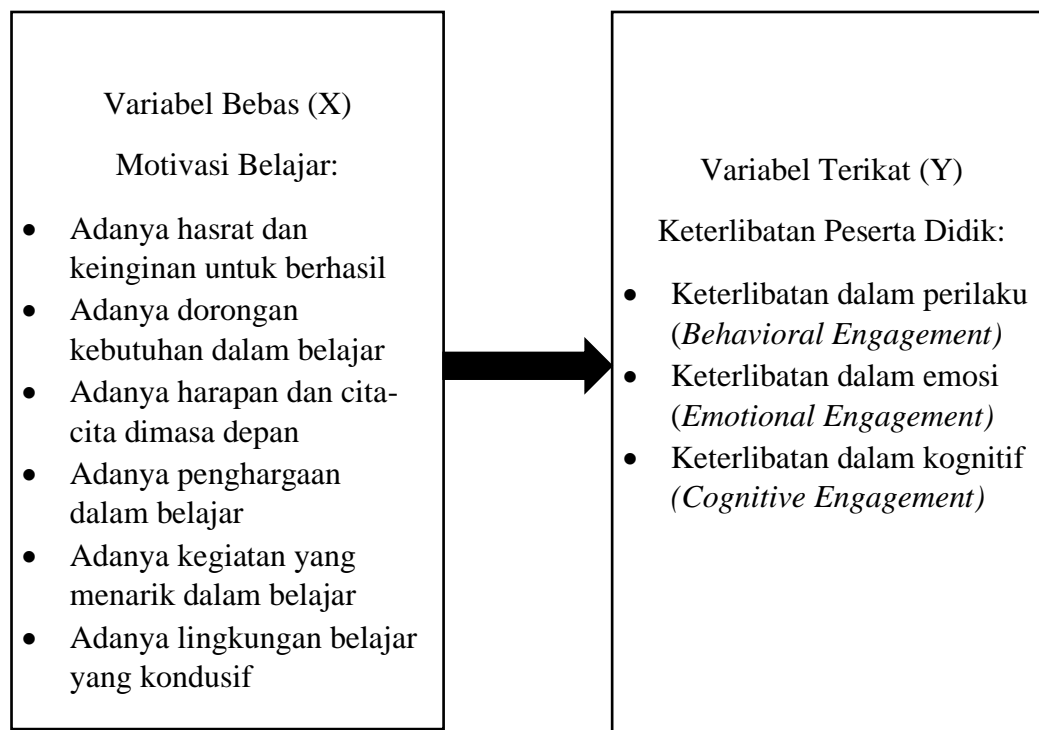 Variabel Bebas (X)
Motivasi Belajar:
• Adanya hasrat dan
keinginan untuk berhasil
• Adanya dorongan
kebutuhan dalam belajar
• Adanya harapan dan cita-
cita dimasa depan
• Adanya penghargaan
dalam belajar
• Adanya kegiatan yang
menarik dalam belajar
• Adanya lingkungan belajar
yang kondusif
Variabel Terikat (Y)
Keterlibatan Peserta Didik:
• Keterlibatan dalam perilaku
(Behavioral Engagement)
• Keterlibatan dalam emosi
(Emotional Engagement)
• Keterlibatan dalam kognitif
(Cognitive Engagement)